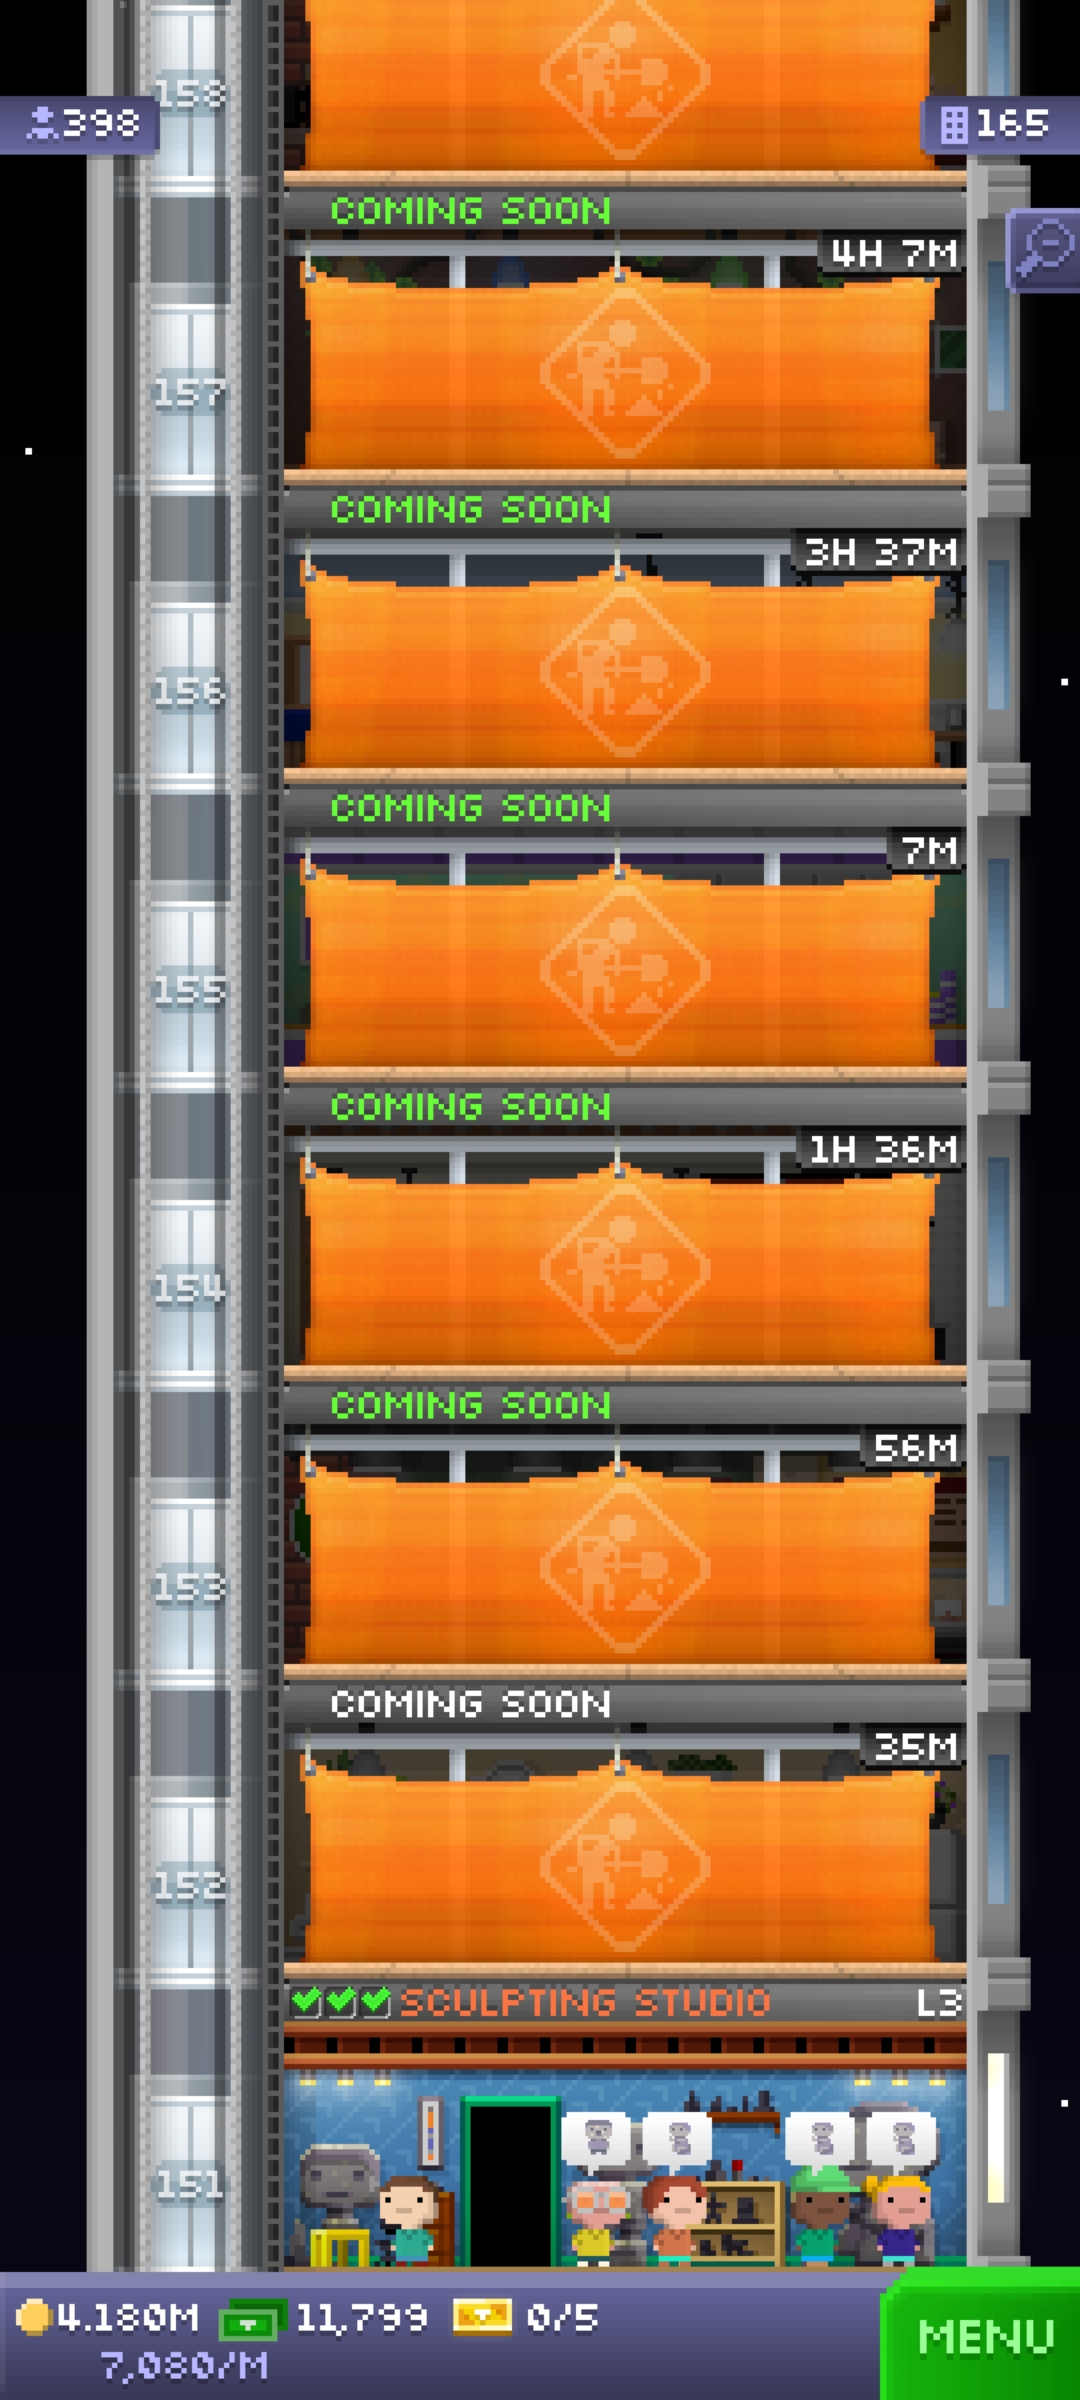 158
398
165
COMING SOON
4H 7M
157
COMING SOON
3H 37M
156
COMING SOON
7M
155
COMING SOON
1H 36M
154
COMING SOON
56M
153
COMING SOON
35M
152
SCULPTING STUDIO L3
151
4.180M 11,799 0/5
7,080/M
MENU